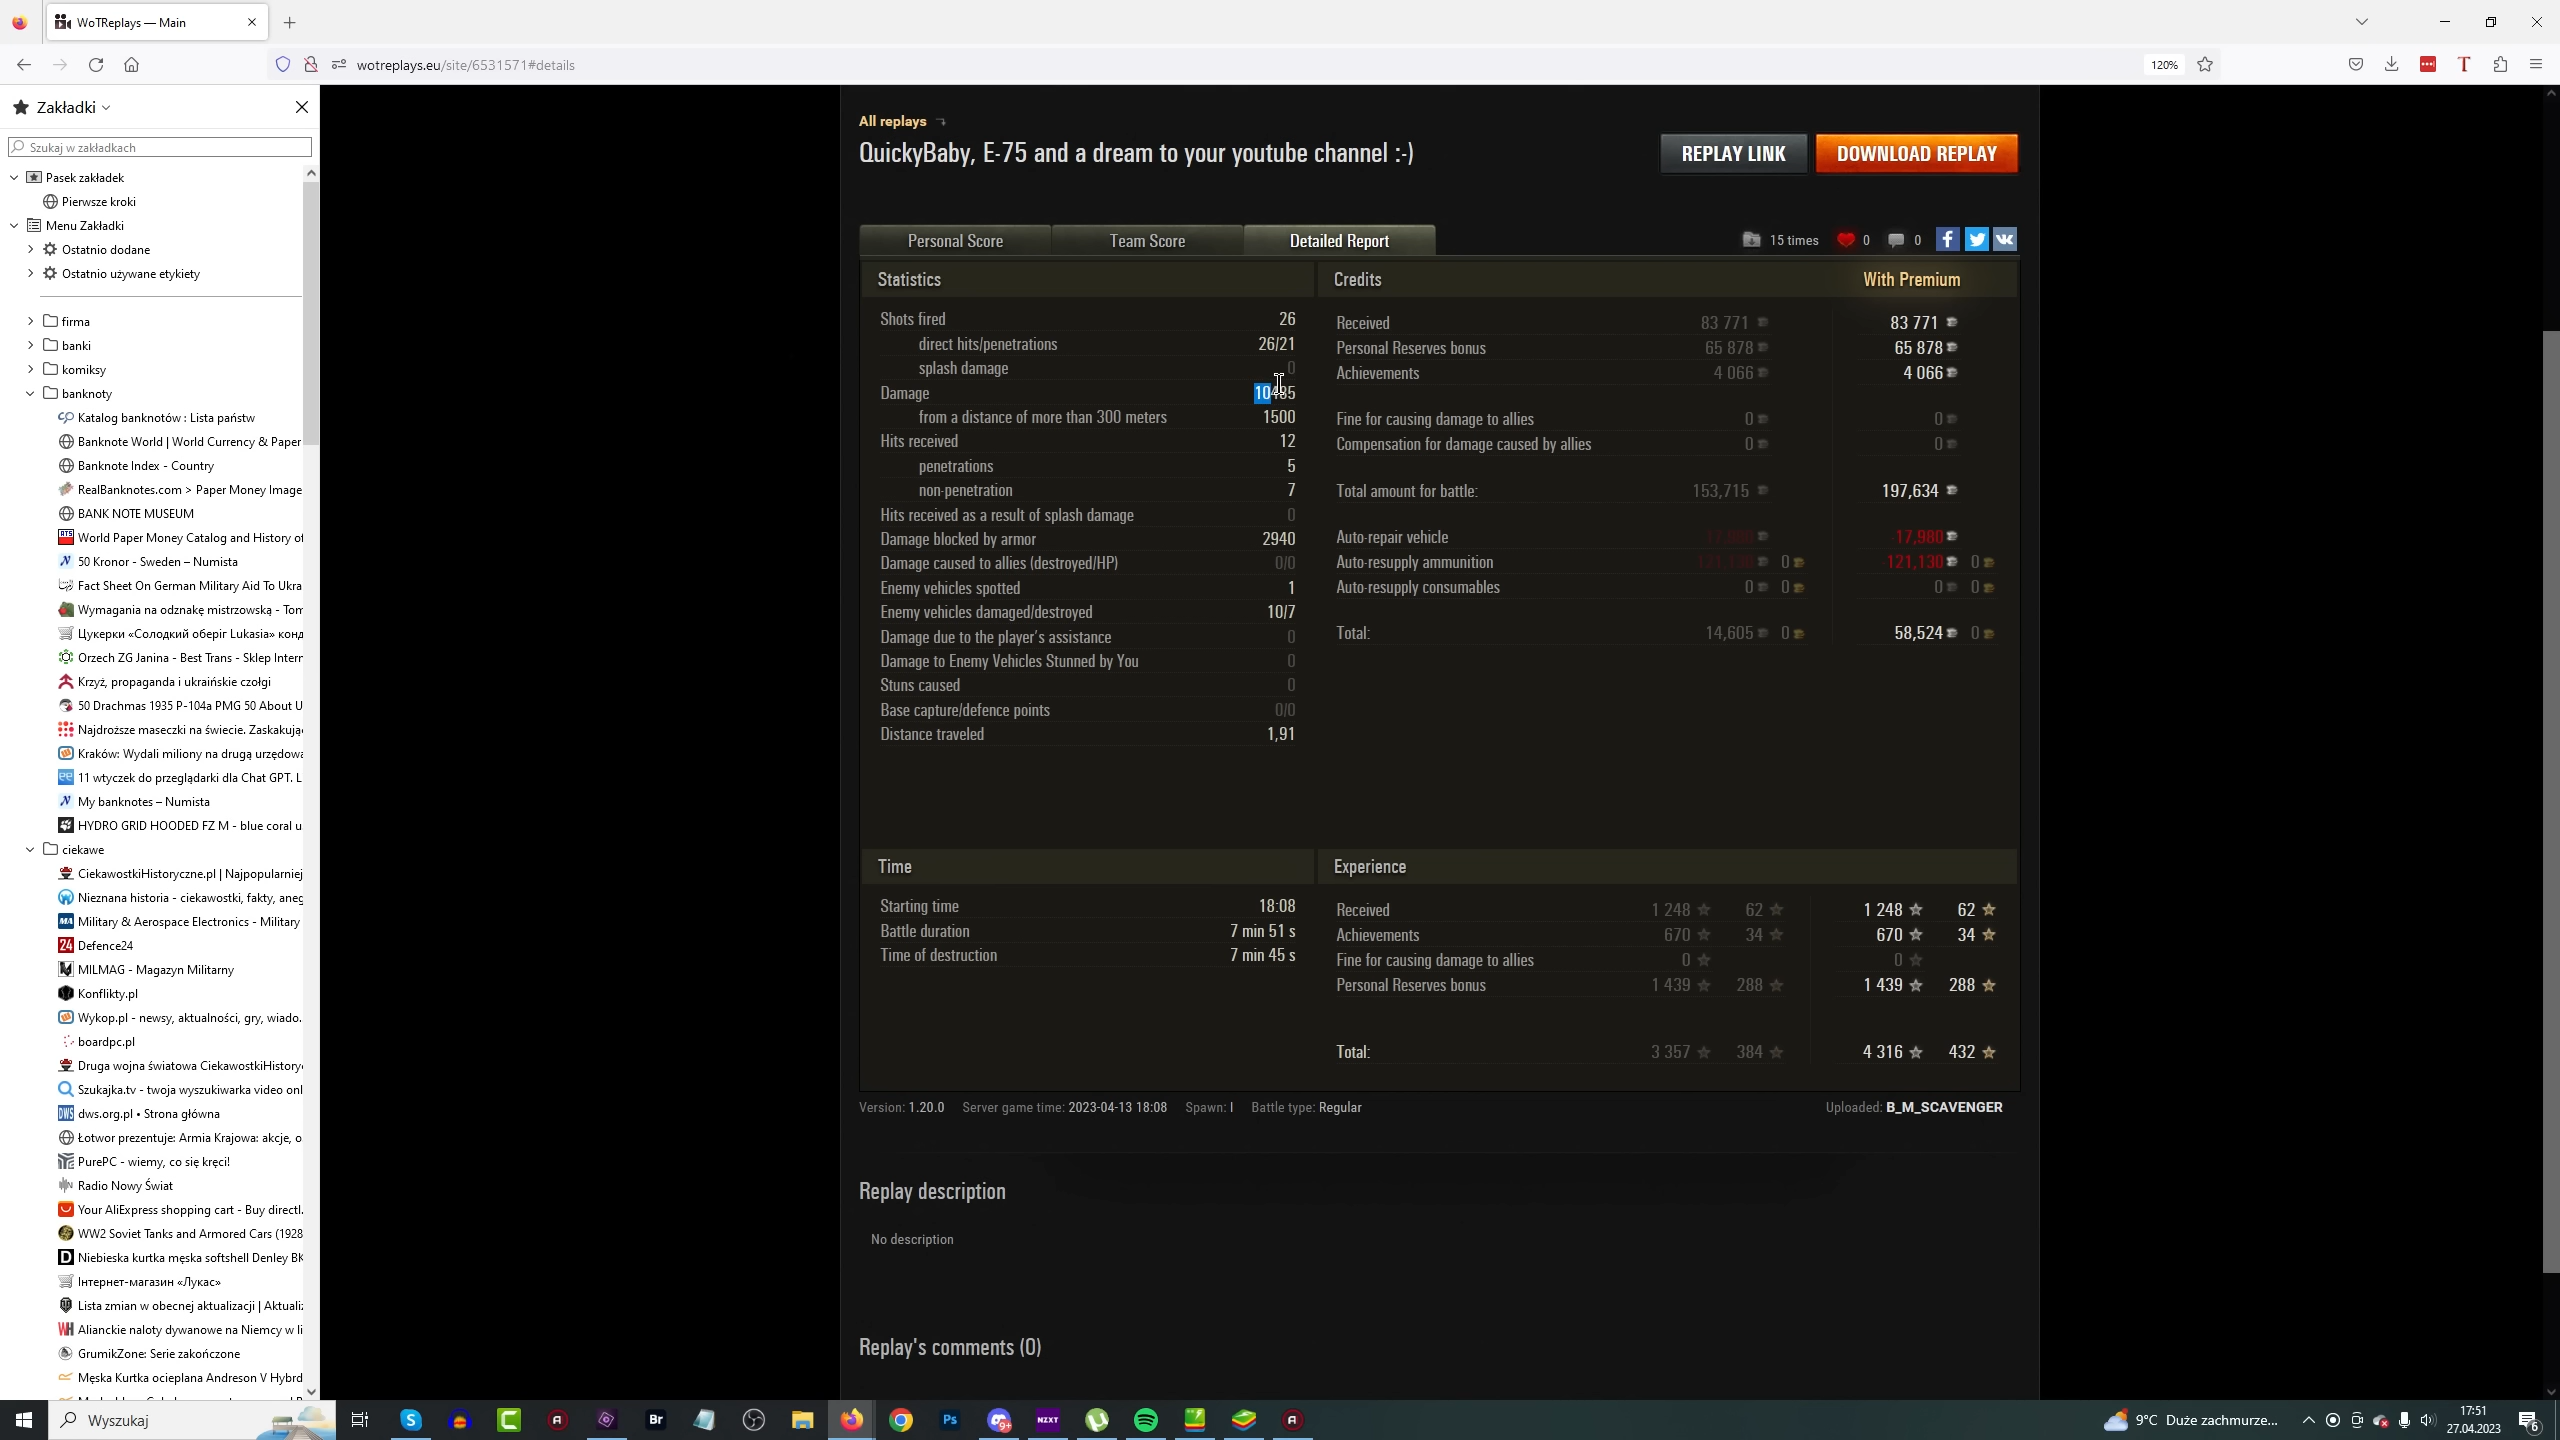 WoTReplays — Main
wotreplays.eu/site/6531571#details
120%
Zakładki
Szukaj w zakładkach
Pasek zakładek
Pierwsze kroki
Menu Zakładki
Ostatnio dodane
Ostatnio używane etykiety
firma
banki
komiksy
banknoty
Katalog banknotów : Lista państw
Banknote World | World Currency & Paper
Banknote Index - Country
RealBanknotes.com > Paper Money Image
BANK NOTE MUSEUM
World Paper Money Catalog and History of
50 Kronor - Sweden – Numista
Fact Sheet On German Military Aid To Ukra
Wymagania na odznakę mistrzowską - Tom
Цукерки «Солодкий оберіг Lukasia» конд
Orzech ZG Janina - Best Trans - Sklep Inter
Krzyż, propaganda i ukraińskie czołgi
50 Drachmas 1935 P-104a PMG 50 About U
Najdroższe maseczki na świecie. Zaskakują
Kraków: Wydali miliony na drugą urzędowa
11 wtyczek do przeglądarki dla Chat GPT. L
My banknotes – Numista
HYDRO GRID HOODED FZ M - blue coral u
ciekawe
CiekawostkiHistoryczne.pl | Najpopularniej
Nieznana historia - ciekawostki, fakty, aneg
Military & Aerospace Electronics - Military
Defence24
MILMAG - Magazyn Militarny
Konflikty.pl
Wykop.pl - newsy, aktualności, gry, wiado.
boardpc.pl
Druga wojna światowa CiekawostkiHistory
Szukajka.tv - twoja wyszukiwarka video onl
dws.org.pl • Strona główna
Łotwor prezentuje: Armia Krajowa: akcje, o
PurePC - wiemy, co się kręci!
Radio Nowy Świat
Your AliExpress shopping cart - Buy directl.
WW2 Soviet Tanks and Armored Cars (1928
Niebieska kurtka męska softshell Denley BK
Інтернет-магазин «Лукас»
Lista zmian w obecnej aktualizacji | Aktualiz
Alianckie naloty dywanowe na Niemcy w li
GrumikZone: Serie zakończone
Męska Kurtka ocieplana Andreson V Hybrd
All replays
QuickyBaby, E-75 and a dream to your youtube channel :-)
REPLAY LINK
DOWNLOAD REPLAY
Personal Score
Team Score
Detailed Report
15 times 0 0
Statistics
Shots fired 26
direct hits/penetrations 26/21
splash damage 0
Damage 10485
from a distance of more than 300 meters 1500
Hits received 12
penetrations 5
non-penetration 7
Hits received as a result of splash damage 0
Damage blocked by armor 2940
Damage caused to allies (destroyed/HP) 0/0
Enemy vehicles spotted 1
Enemy vehicles damaged/destroyed 10/7
Damage due to the player's assistance 0
Damage to Enemy Vehicles Stunned by You 0
Stuns caused 0
Base capture/defence points 0/0
Distance traveled 1,91
Credits With Premium
Received 83 771 83 771
Personal Reserves bonus 65 878 65 878
Achievements 4 066 4 066
Fine for causing damage to allies 0 0
Compensation for damage caused by allies 0 0
Total amount for battle: 153,715 197,634
Auto-repair vehicle -17,980 -17,980
Auto-resupply ammunition -121,130 0 -121,130 0
Auto-resupply consumables 0 0 0 0
Total: 14,605 0 58,524 0
Time
Starting time 18:08
Battle duration 7 min 51 s
Time of destruction 7 min 45 s
Experience
Received 1 248 62 1 248 62
Achievements 670 34 670 34
Fine for causing damage to allies 0 0
Personal Reserves bonus 1 439 288 1 439 288
Total: 3 357 384 4 316 432
Version: 1.20.0 Server game time: 2023-04-13 18:08 Spawn: I Battle type: Regular
Uploaded: B_M_SCAVENGER
Replay description
No description
Replay's comments (0)
Wyszukaj
Br
Ps
9+
NZXT
9°C Duże zachmurze...
17:51
27.04.2023
6